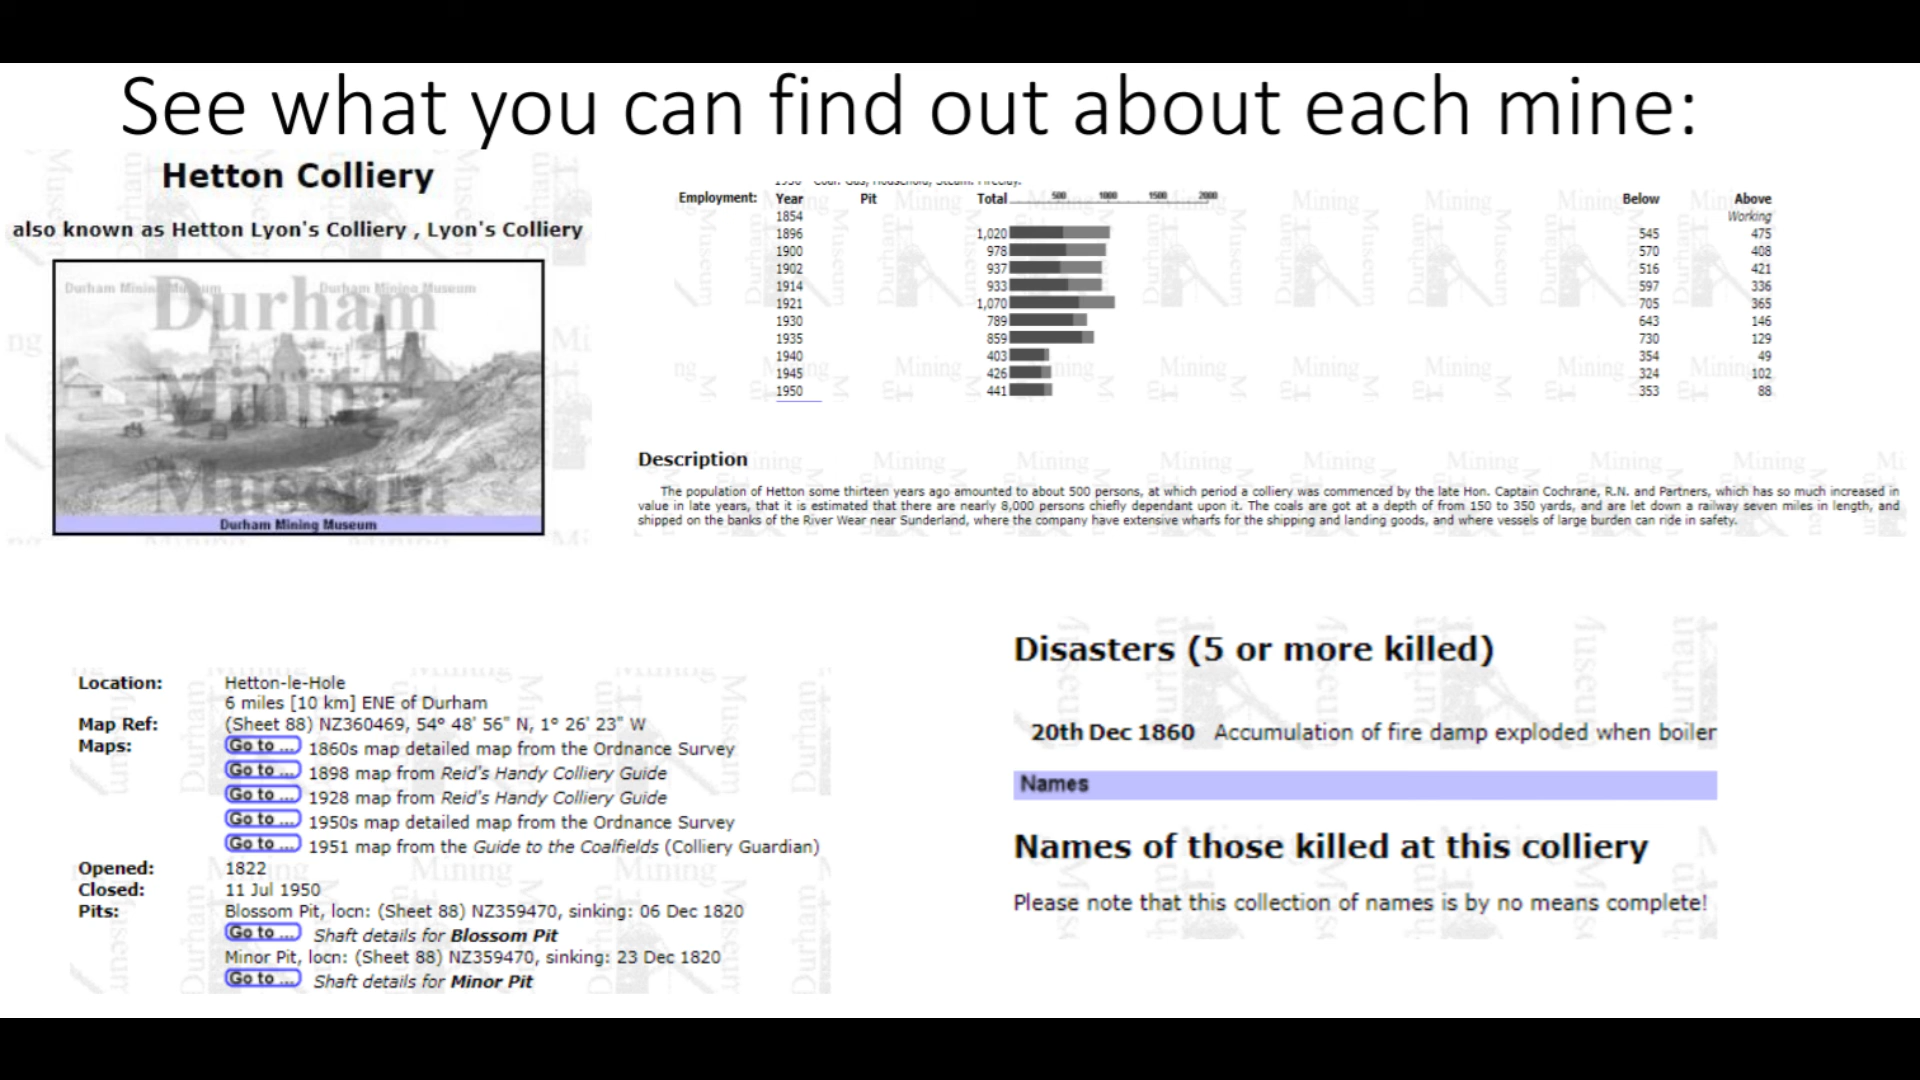 See what you can find out about each mine:
Hetton Colliery
also known as Hetton Lyon's Colliery , Lyon's Colliery
Durham Mining Museum Durham Mining Museum
Durham
Mining
Museum
Durham Mining Museum
Employment: Year Pit Total 500 1000 1500 2000 Below Above
Working
1854
1896 1,020 545 475
1900 978 570 408
1902 937 516 421
1914 933 597 336
1921 1,070 705 365
1930 789 643 146
1935 859 730 129
1940 403 354 49
1945 426 324 102
1950 441 353 88
Description
The population of Hetton some thirteen years ago amounted to about 500 persons, at which period a colliery was commenced by the late Hon. Captain Cochrane, R.N. and Partners, which has so much increased in
value in late years, that it is estimated that there are nearly 8,000 persons chiefly dependant upon it. The coals are got at a depth of from 150 to 350 yards, and are let down a railway seven miles in length, and
shipped on the banks of the River Wear near Sunderland, where the company have extensive wharfs for the shipping and landing goods, and where vessels of large burden can ride in safety.
Location: Hetton-le-Hole
6 miles [10 km] ENE of Durham
Map Ref: (Sheet 88) NZ360469, 54° 48' 56" N, 1° 26' 23" W
Maps: Go to ... 1860s map detailed map from the Ordnance Survey
Go to ... 1898 map from Reid's Handy Colliery Guide
Go to ... 1928 map from Reid's Handy Colliery Guide
Go to ... 1950s map detailed map from the Ordnance Survey
Go to ... 1951 map from the Guide to the Coalfields (Colliery Guardian)
Opened: 1822
Closed: 11 Jul 1950
Pits: Blossom Pit, locn: (Sheet 88) NZ359470, sinking: 06 Dec 1820
Go to ... Shaft details for Blossom Pit
Minor Pit, locn: (Sheet 88) NZ359470, sinking: 23 Dec 1820
Go to ... Shaft details for Minor Pit
Disasters (5 or more killed)
20th Dec 1860 Accumulation of fire damp exploded when boiler
Names
Names of those killed at this colliery
Please note that this collection of names is by no means complete!